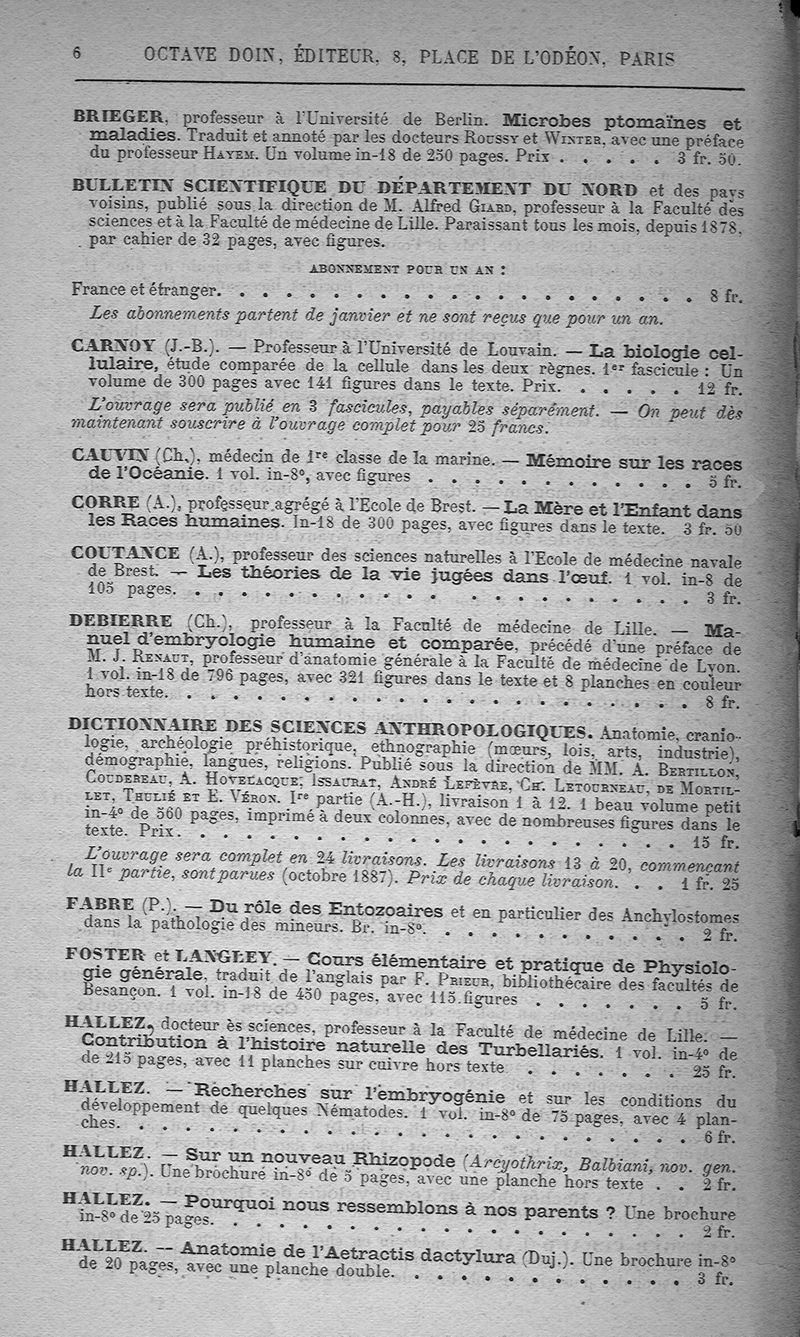 6 OCTAVE DOIN, ÉDITEUR, 8, PLACE DE L'ODÉON, PARIS
BRIEGER, professeur à l'Université de Berlin. Microbes ptomaïnes et
maladies. Traduit et annoté par les docteurs Roussy et Winter, avec une préface
du professeur Hayem. Un volume in-18 de 250 pages. Prix . . . . . 3 fr. 50.
BULLETIN SCIENTIFIQUE DU DÉPARTEMENT DU NORD et des pays
voisins, publié sous la direction de M. Alfred Giard, professeur à la Faculté des
sciences et à la Faculté de médecine de Lille. Paraissant tous les mois, depuis 1878,
par cahier de 32 pages, avec figures.
ABONNEMENT POUR UN AN :
France et étranger. . . . . . . . . . . . . . . . . . . 8 fr.
Les abonnements partent de janvier et ne sont reçus que pour un an.
CARNOY (J.-B.). — Professeur à l'Université de Louvain. — La biologie cel-
lulaire, étude comparée de la cellule dans les deux règnes. 1er fascicule : Un
volume de 300 pages avec 141 figures dans le texte. Prix. . . . . . 12 fr.
L'ouvrage sera publié en 3 fascicules, payables séparément. — On peut dès
maintenant souscrire à l'ouvrage complet pour 25 francs.
CAUVIN (Ch.), médecin de 1re classe de la marine. — Mémoire sur les races
de l'Océanie. 1 vol. in-8°, avec figures . . . . . . . . . . . . 5 fr.
CORRE (A.), professeur agrégé à l'Ecole de Brest. — La Mère et l'Enfant dans
les Races humaines. In-18 de 300 pages, avec figures dans le texte. 3 fr. 50
COUTANCE (A.), professeur des sciences naturelles à l'Ecole de médecine navale
de Brest. — Les théories de la vie jugées dans l'œuf. 1 vol. in-8 de
105 pages. . . . . . . . . . . . . . . . . . . . . . 3 fr.
DEBIERRE (Ch.), professeur à la Faculté de médecine de Lille. — Ma-
nuel d'embryologie humaine et comparée, précédé d'une préface de
M. J. Renaut, professeur d'anatomie générale à la Faculté de médecine de Lyon.
1 vol. in-18 de 796 pages, avec 321 figures dans le texte et 8 planches en couleur
hors texte. . . . . . . . . . . . . . . . . . . . . . 8 fr.
DICTIONNAIRE DES SCIENCES ANTHROPOLOGIQUES. Anatomie, cranio-
logie, archéologie préhistorique, ethnographie (mœurs, lois, arts, industrie),
démographie, langues, religions. Publié sous la direction de MM. A. Bertillon,
Coudereau, A. Hovelacque, Issaurat, André Lefèvre, Ch. Letourneau, de Mortil-
let, Thulié et E. Véron. Ire partie (A.-H.), livraison 1 à 12. 1 beau volume petit
in-4° de 560 pages, imprimé à deux colonnes, avec de nombreuses figures dans le
texte. Prix. . . . . . . . . . . . . . . . . . . . . . 15 fr.
L'ouvrage sera complet en 24 livraisons. Les livraisons 13 à 20, commençant
la IIe partie, sont parues (octobre 1887). Prix de chaque livraison. . . 1 fr. 25
FABRE (P.). — Du rôle des Entozoaires et en particulier des Anchylostomes
dans la pathologie des mineurs. Br. in-8°. . . . . . . . . . . . 2 fr.
FOSTER et LANGLEY. — Cours élémentaire et pratique de Physiolo-
gie générale, traduit de l'anglais par F. Prieur, bibliothécaire des facultés de
Besançon. 1 vol. in-18 de 450 pages, avec 115 figures . . . . . . . 5 fr.
HALLEZ, docteur ès sciences, professeur à la Faculté de médecine de Lille. —
Contribution à l'histoire naturelle des Turbellariés. 1 vol. in-4° de
de 215 pages, avec 11 planches sur cuivre hors texte . . . . . . . 25 fr.
HALLEZ. — Recherches sur l'embryogénie et sur les conditions du
développement de quelques Nématodes. 1 vol. in-8° de 75 pages, avec 4 plan-
ches. . . . . . . . . . . . . . . . . . . . . . . . 6 fr.
HALLEZ. — Sur un nouveau Rhizopode (Arcyothrix, Balbiani, nov. gen.
nov. sp.). Une brochure in-8° de 5 pages, avec une planche hors texte . . 2 fr.
HALLEZ. — Pourquoi nous ressemblons à nos parents ? Une brochure
in-8° de 25 pages. . . . . . . . . . . . . . . . . . . . 2 fr.
HALLEZ. — Anatomie de l'Aetractis dactylura (Duj.). Une brochure in-8°
de 20 pages, avec une planche double. . . . . . . . . . . . . 3 fr.